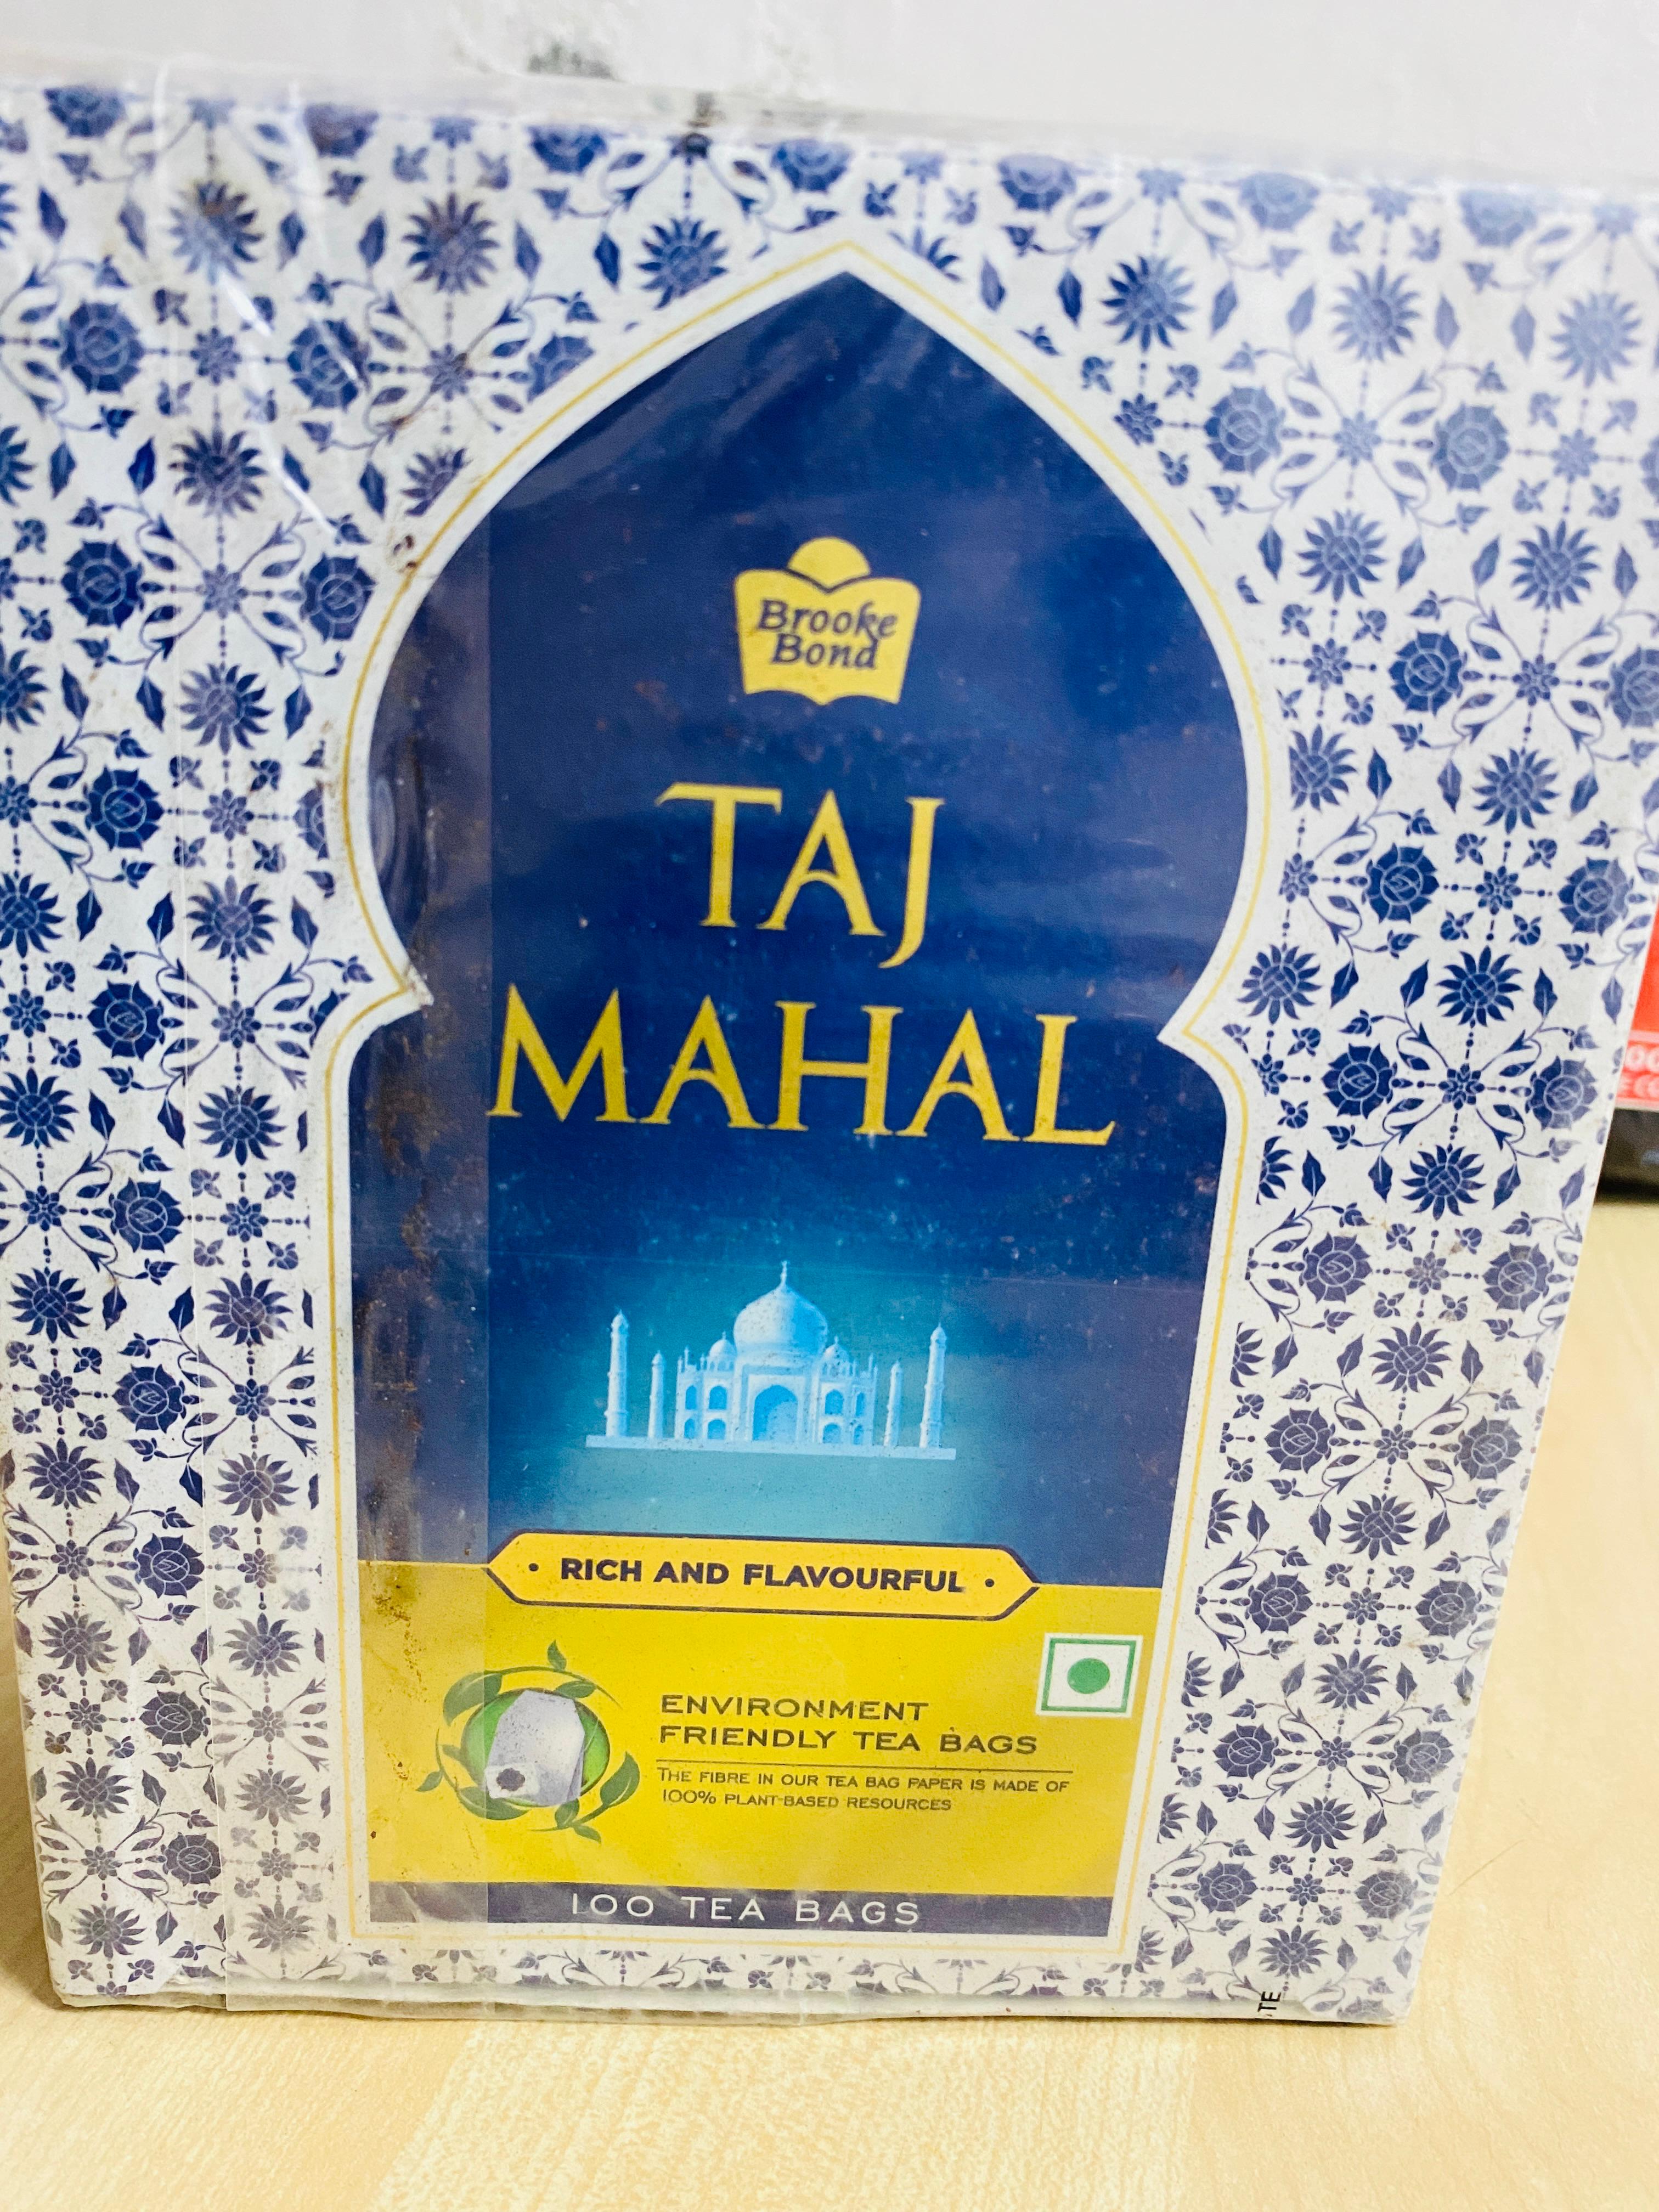 Brooke
Bond
TAJ
MAHAL
• RICH AND FLAVOURFUL •
ENVIRONMENT
FRIENDLY TEA BAGS
THE FIBRE IN OUR TEA BAG PAPER IS MADE OF
100% PLANT-BASED RESOURCES
100 TEA BAGS